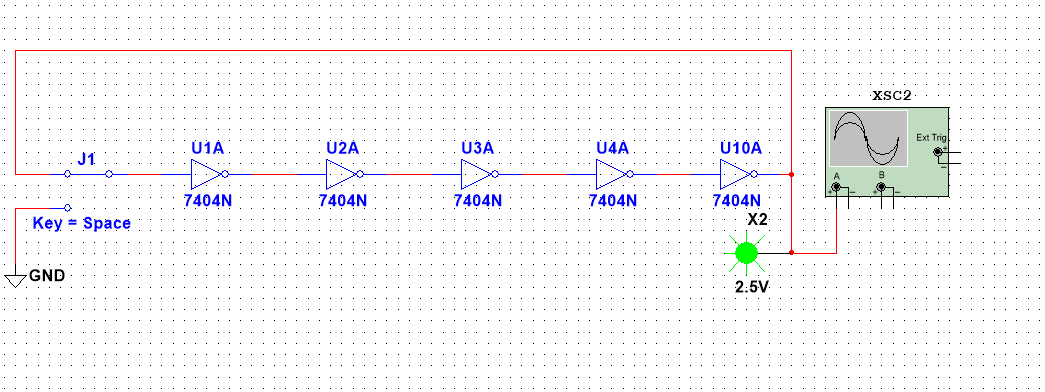 XSC2
Ext Trig
+
−
A
B
+
−
+
−
J1
Key = Space
GND
U1A
7404N
U2A
7404N
U3A
7404N
U4A
7404N
U10A
7404N
X2
2.5V